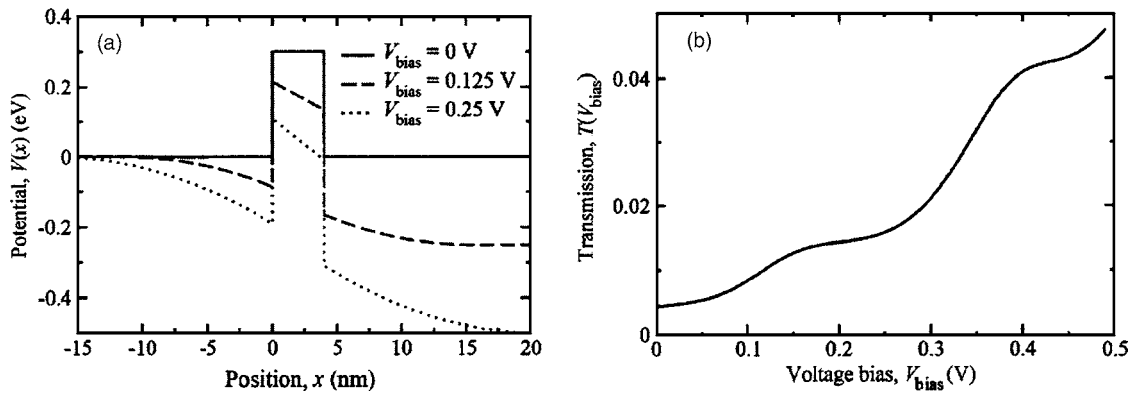 (a)
V_bias = 0 V
V_bias = 0.125 V
V_bias = 0.25 V
0.4
0.2
0
-0.2
-0.4
Potential, V(x) (eV)
-15 -10 -5 0 5 10 15 20
Position, x (nm)
(b)
0.04
0.02
0
Transmission, T(V_bias)
0 0.1 0.2 0.3 0.4 0.5
Voltage bias, V_bias (V)